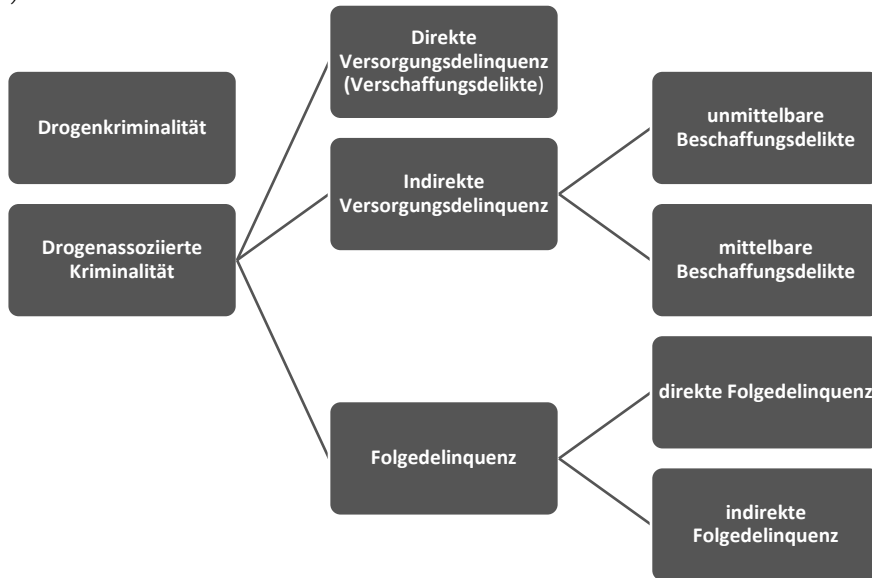 )
Drogenkriminalität
Drogenassoziierte
Kriminalität
Direkte
Versorgungsdelinquenz
(Verschaffungsdelikte)
Indirekte
Versorgungsdelinquenz
Folgedelinquenz
unmittelbare
Beschaffungsdelikte
mittelbare
Beschaffungsdelikte
direkte Folgedelinquenz
indirekte
Folgedelinquenz